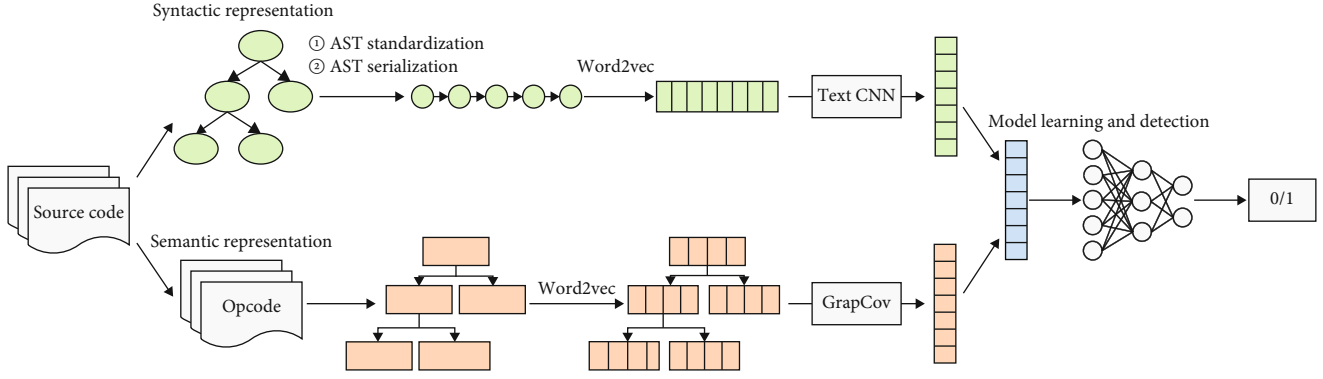 Syntactic representation
① AST standardization
② AST serialization
Word2vec
Text CNN
Model learning and detection
Source code
0/1
Semantic representation
Opcode
Word2vec
GrapCov